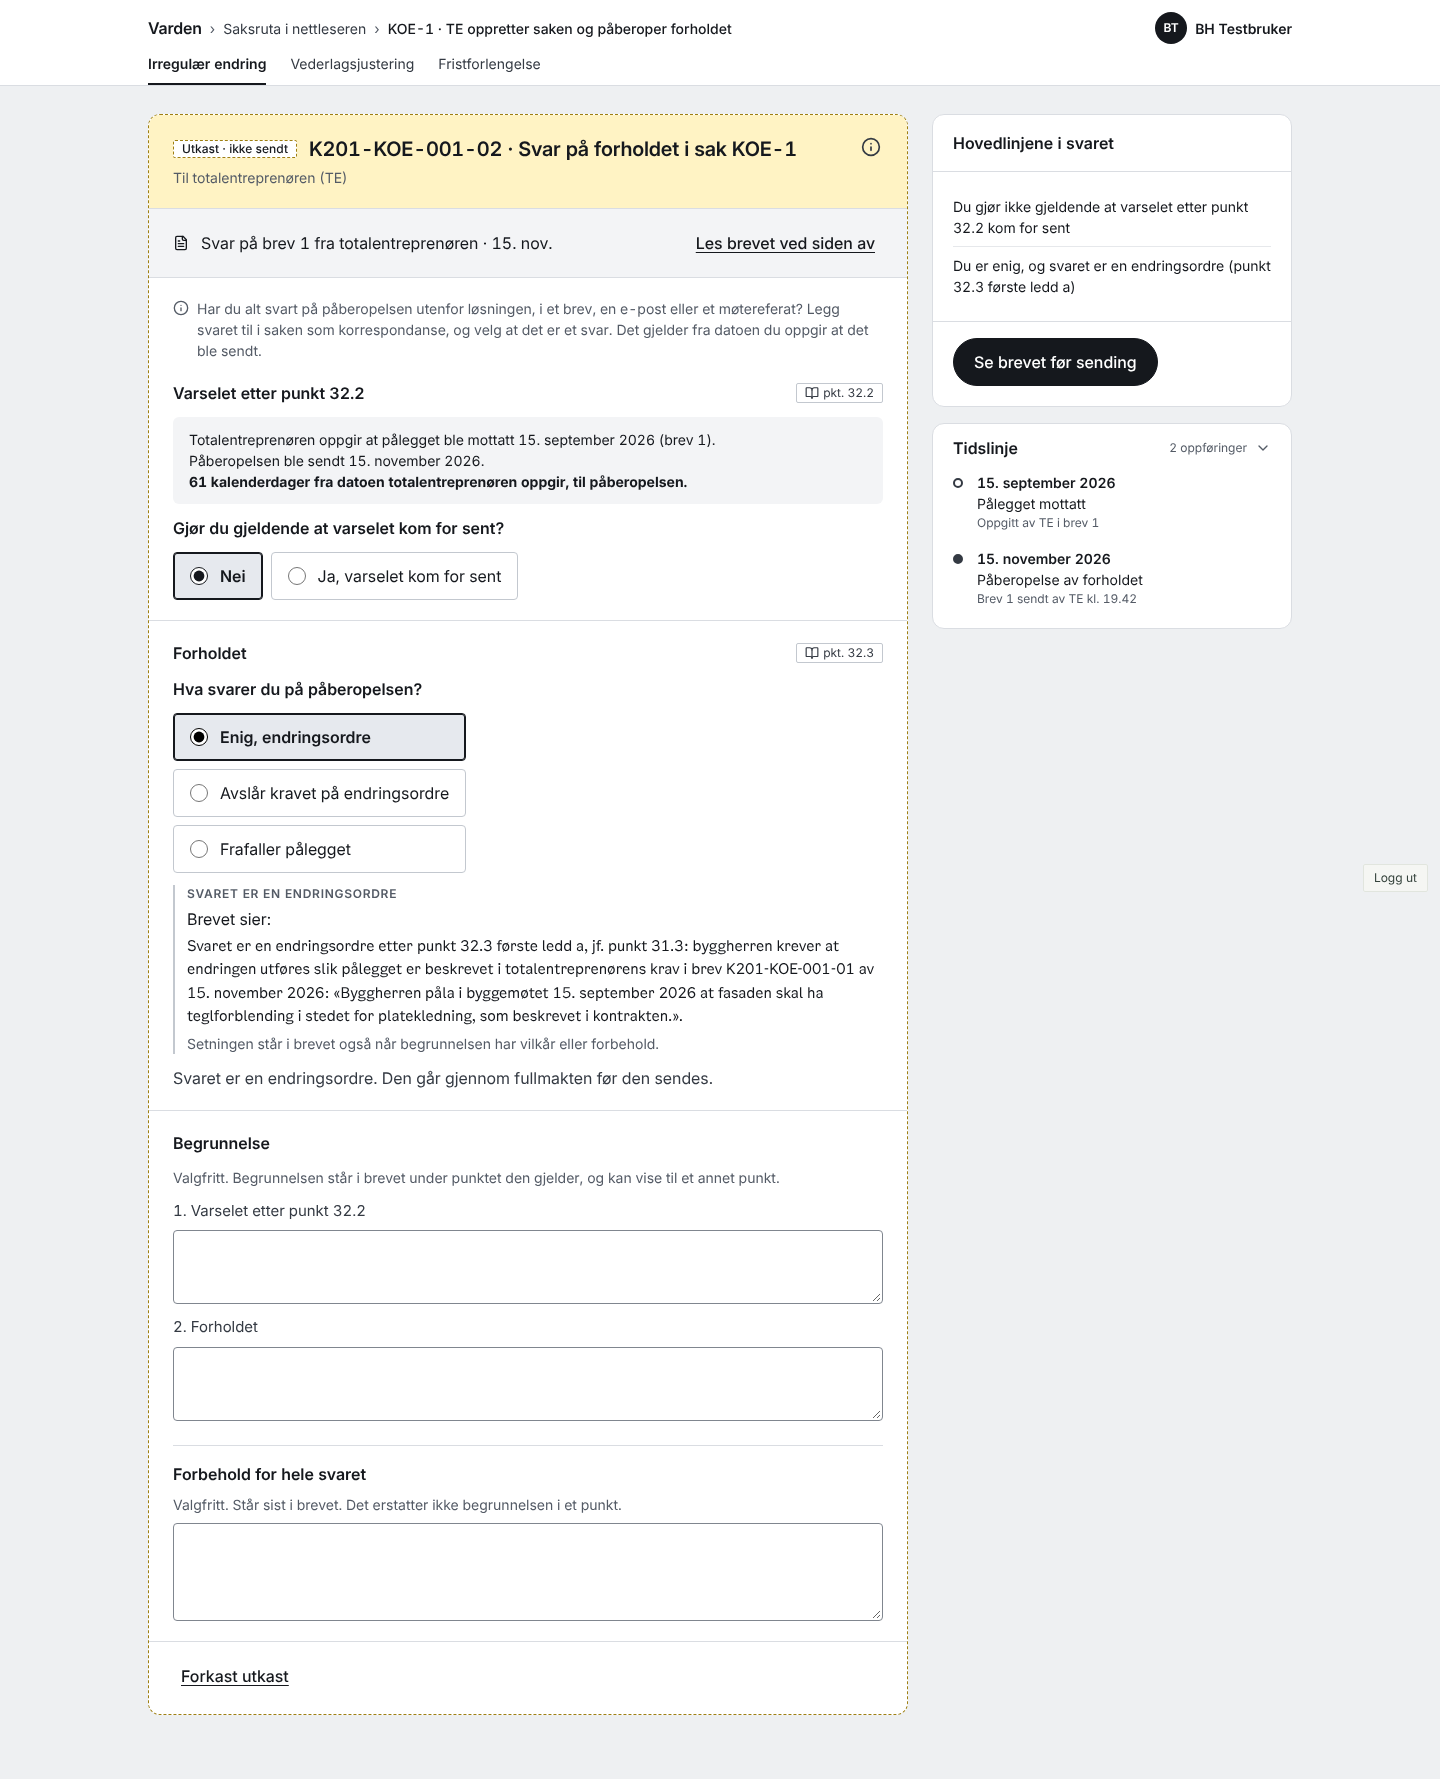 Varden › Saksruta i nettleseren › KOE-1 · TE oppretter saken og påberoper forholdet
BT BH Testbruker
Irregulær endring Vederlagsjustering Fristforlengelse
Utkast · ikke sendt K201-KOE-001-02 · Svar på forholdet i sak KOE-1
Til totalentreprenøren (TE)
Svar på brev 1 fra totalentreprenøren · 15. nov. Les brevet ved siden av
Har du alt svart på påberopelsen utenfor løsningen, i et brev, en e-post eller et møtereferat? Legg
svaret til i saken som korrespondanse, og velg at det er et svar. Det gjelder fra datoen du oppgir at det
ble sendt.
Varselet etter punkt 32.2 pkt. 32.2
Totalentreprenøren oppgir at pålegget ble mottatt 15. september 2026 (brev 1).
Påberopelsen ble sendt 15. november 2026.
61 kalenderdager fra datoen totalentreprenøren oppgir, til påberopelsen.
Gjør du gjeldende at varselet kom for sent?
Nei Ja, varselet kom for sent
Forholdet pkt. 32.3
Hva svarer du på påberopelsen?
Enig, endringsordre
Avslår kravet på endringsordre
Frafaller pålegget
SVARET ER EN ENDRINGSORDRE
Brevet sier:
Svaret er en endringsordre etter punkt 32.3 første ledd a, jf. punkt 31.3: byggherren krever at
endringen utføres slik pålegget er beskrevet i totalentreprenørens krav i brev K201-KOE-001-01 av
15. november 2026: «Byggherren påla i byggemøtet 15. september 2026 at fasaden skal ha
teglforblending i stedet for platekledning, som beskrevet i kontrakten.».
Setningen står i brevet også når begrunnelsen har vilkår eller forbehold.
Svaret er en endringsordre. Den går gjennom fullmakten før den sendes.
Begrunnelse
Valgfritt. Begrunnelsen står i brevet under punktet den gjelder, og kan vise til et annet punkt.
1. Varselet etter punkt 32.2
2. Forholdet
Forbehold for hele svaret
Valgfritt. Står sist i brevet. Det erstatter ikke begrunnelsen i et punkt.
Forkast utkast
Hovedlinjene i svaret
Du gjør ikke gjeldende at varselet etter punkt
32.2 kom for sent
Du er enig, og svaret er en endringsordre (punkt
32.3 første ledd a)
Se brevet før sending
Tidslinje 2 oppføringer
15. september 2026
Pålegget mottatt
Oppgitt av TE i brev 1
15. november 2026
Påberopelse av forholdet
Brev 1 sendt av TE kl. 19.42
Logg ut